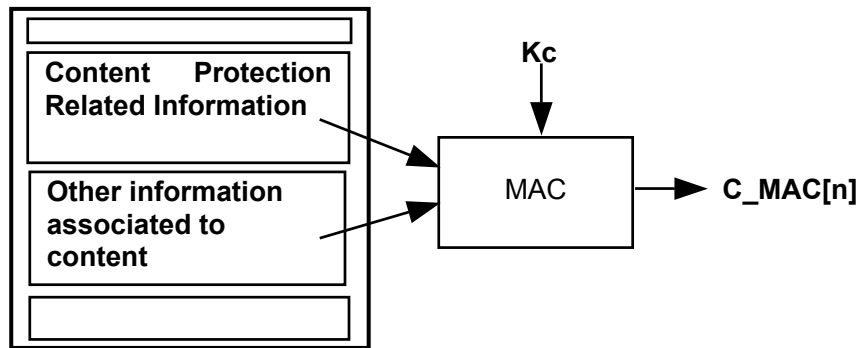 Content Protection
Related Information
Kc
MAC
C_MAC[n]
Other information
associated to
content